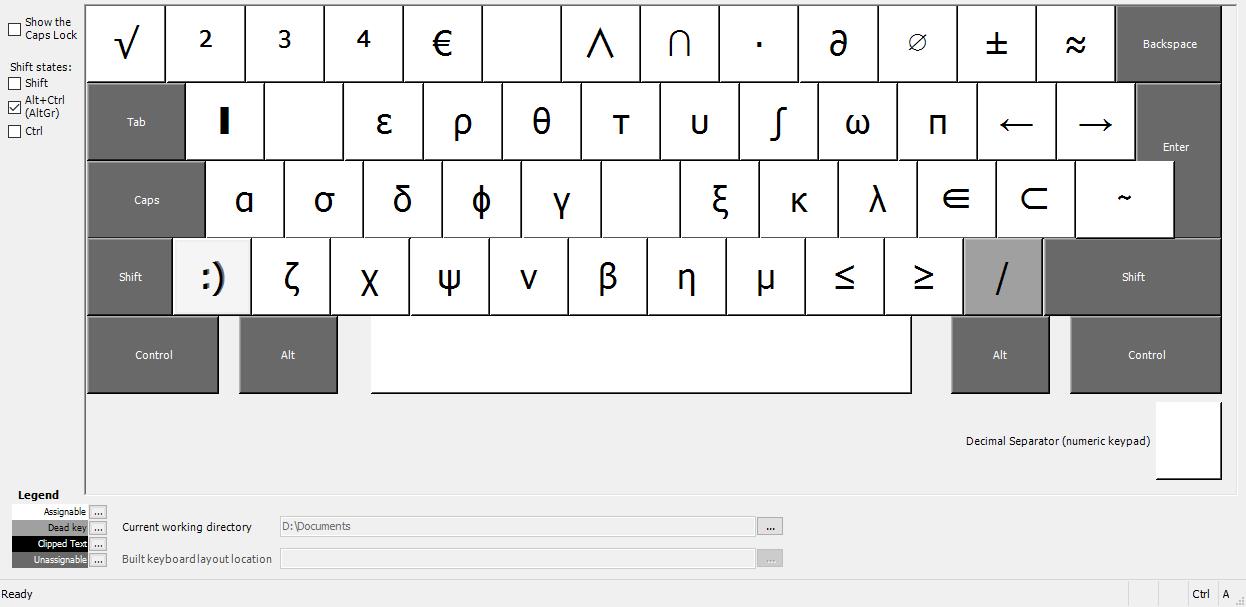 Show the
Caps Lock
Shift states:
Shift
Alt+Ctrl
(AltGr)
Ctrl
√ ² ³ ⁴ € ⋀ ⋂ · ∂ ∅ ± ≈ Backspace
Tab ε ρ θ τ υ ∫ ω π ← → Enter
Caps α σ δ ϕ γ ξ κ λ ∈ ⊂ ~
Shift :) ζ χ ψ ν β η μ ≤ ≥ / Shift
Control Alt Alt Control
Decimal Separator (numeric keypad)
Legend
Assignable ...
Dead key ...
Clipped Text ...
Unassignable ...
Current working directory D:\Documents ...
Built keyboard layout location ...
Ready Ctrl A